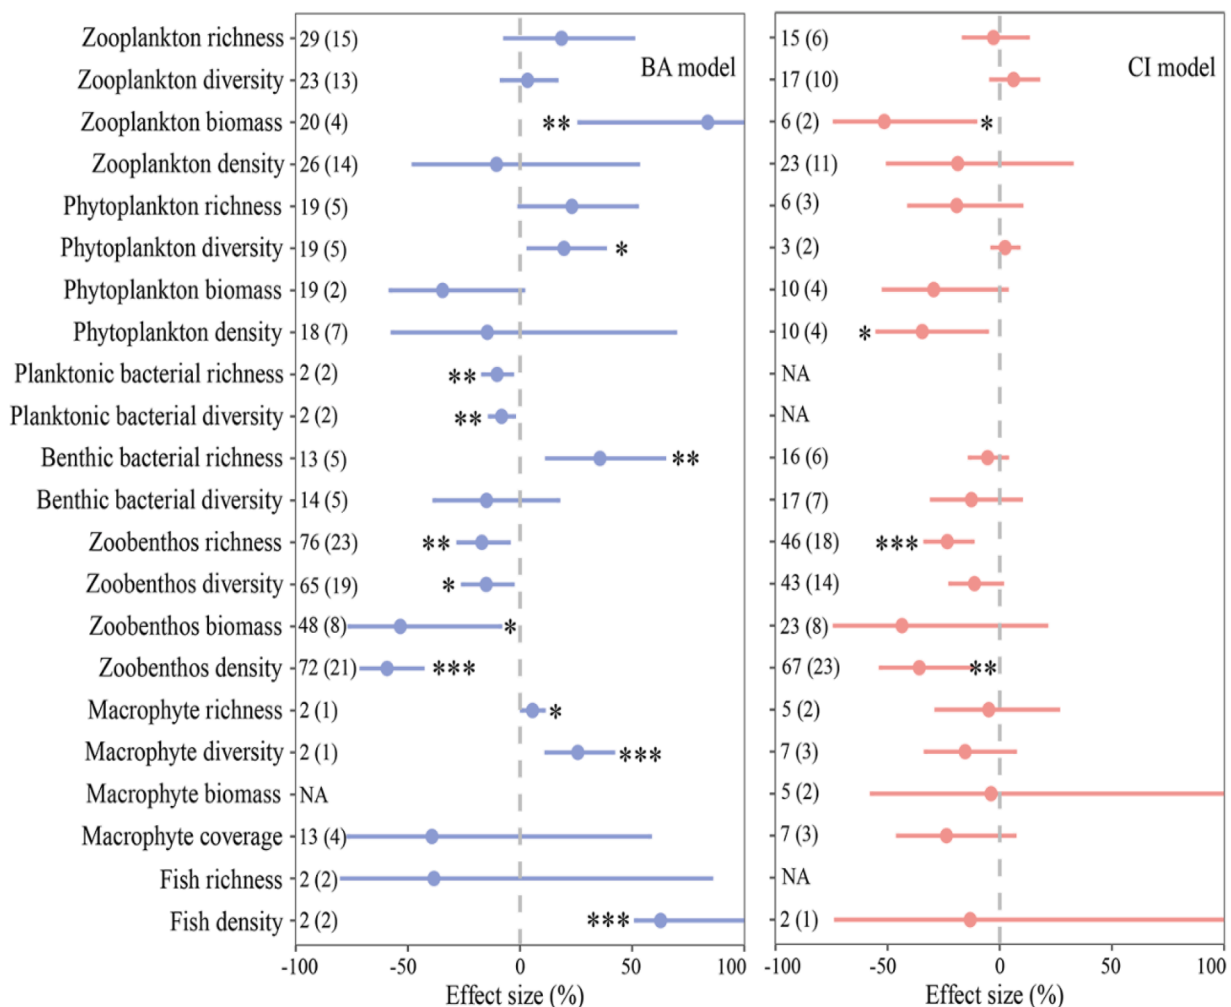 BA model
CI model
Zooplankton richness 29 (15) 15 (6)
Zooplankton diversity 23 (13) 17 (10)
Zooplankton biomass 20 (4) ** 6 (2) *
Zooplankton density 26 (14) 23 (11)
Phytoplankton richness 19 (5) 6 (3)
Phytoplankton diversity 19 (5) * 3 (2)
Phytoplankton biomass 19 (2) 10 (4)
Phytoplankton density 18 (7) 10 (4) *
Planktonic bacterial richness 2 (2) ** NA
Planktonic bacterial diversity 2 (2) ** NA
Benthic bacterial richness 13 (5) ** 16 (6)
Benthic bacterial diversity 14 (5) 17 (7)
Zoobenthos richness 76 (23) ** 46 (18) ***
Zoobenthos diversity 65 (19) * 43 (14)
Zoobenthos biomass 48 (8) * 23 (8)
Zoobenthos density 72 (21) *** 67 (23) **
Macrophyte richness 2 (1) * 5 (2)
Macrophyte diversity 2 (1) *** 7 (3)
Macrophyte biomass NA 5 (2)
Macrophyte coverage 13 (4) 7 (3)
Fish richness 2 (2) NA
Fish density 2 (2) *** 2 (1)
-100 -50 0 50 100 -100 -50 0 50 100
Effect size (%) Effect size (%)